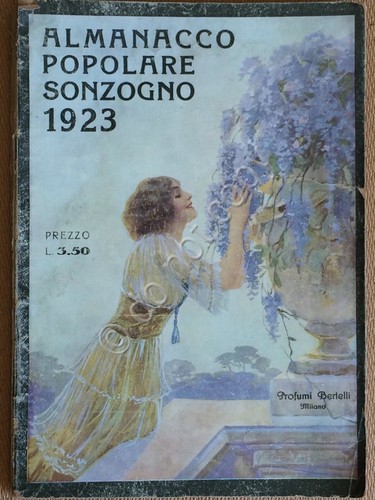 ALMANACCO
POPOLARE
SONZOGNO
1923
PREZZO
L. 3.50
Profumi Bertelli
Milano